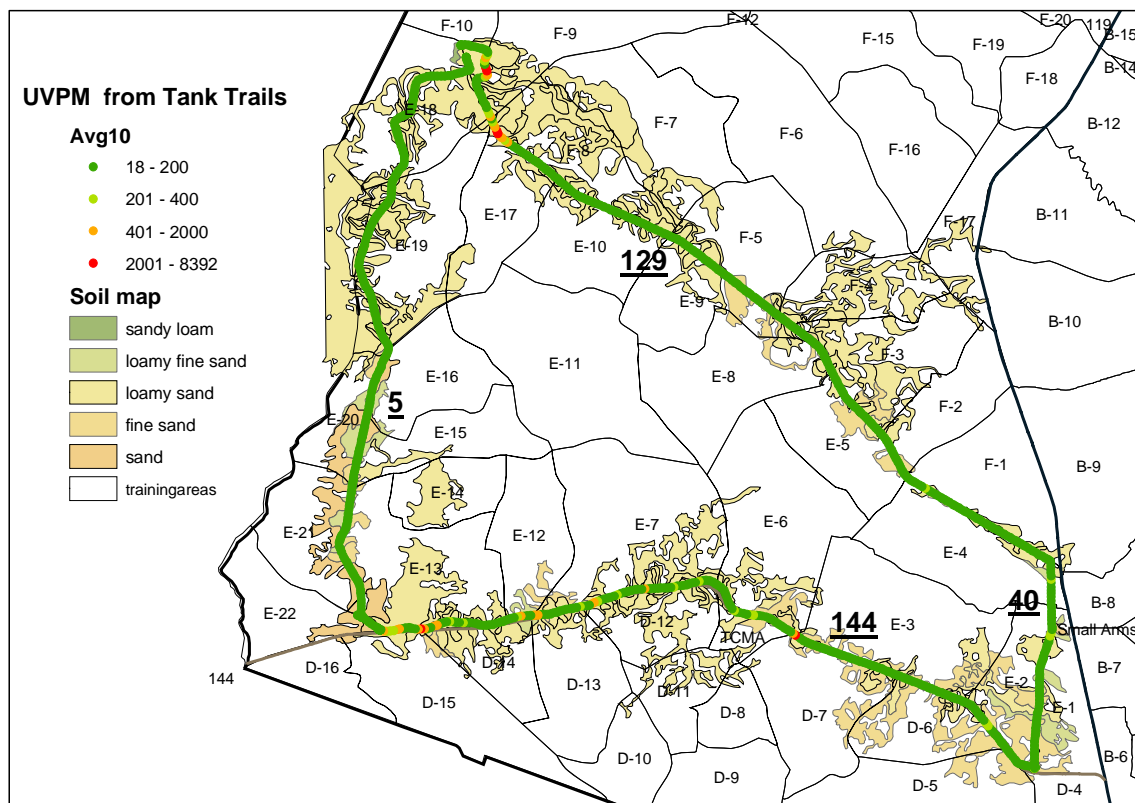 F-10
F-9
F-12
F-20
119
B-15
F-15
F-19
B-14
F-18
UVPM from Tank Trails
Avg10
18 - 200
201 - 400
401 - 2000
2001 - 8392
Soil map
sandy loam
loamy fine sand
loamy sand
fine sand
sand
trainingareas
E-18
F-7
F-6
F-16
B-12
F-8
E-17
F-17
B-11
E-19
E-10
F-5
129
E-9
F-4
B-10
E-11
F-3
E-16
E-8
5
F-2
E-20
E-15
E-5
F-1
B-9
E-14
E-21
E-12
E-7
E-6
E-4
E-13
E-22
D-12
144
E-3
40
B-8
Small Arms
TCMA
D-16
D-14
144
D-15
D-13
D-11
D-8
D-7
D-6
E-2
E-1
B-7
D-10
D-9
D-5
D-4
B-6